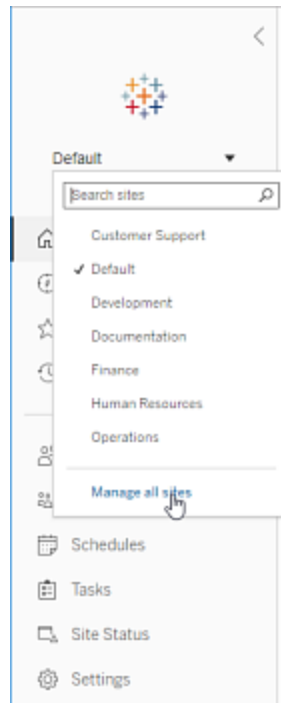 Default
Search sites
Customer Support
Default
Development
Documentation
Finance
Human Resources
Operations
Manage all sites
Schedules
Tasks
Site Status
Settings